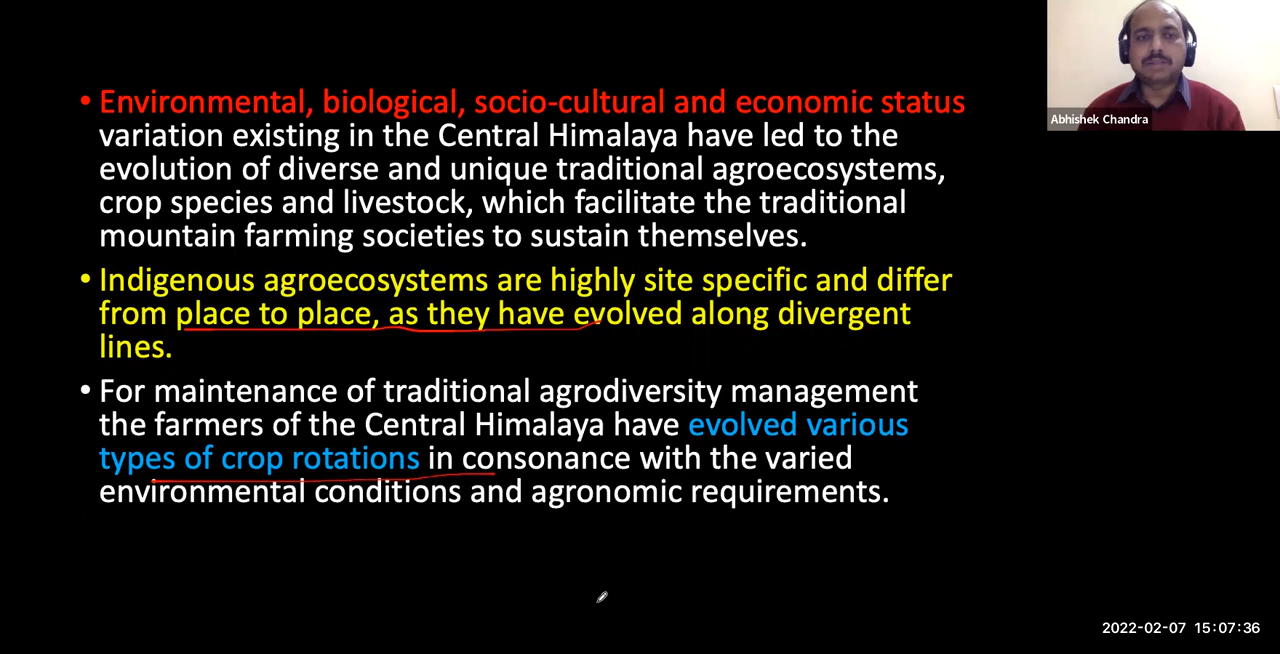 • Environmental, biological, socio-cultural and economic status
variation existing in the Central Himalaya have led to the
evolution of diverse and unique traditional agroecosystems,
crop species and livestock, which facilitate the traditional
mountain farming societies to sustain themselves.
• Indigenous agroecosystems are highly site specific and differ
from place to place, as they have evolved along divergent
lines.
• For maintenance of traditional agrodiversity management
the farmers of the Central Himalaya have evolved various
types of crop rotations in consonance with the varied
environmental conditions and agronomic requirements.
Abhishek Chandra
2022-02-07 15:07:36